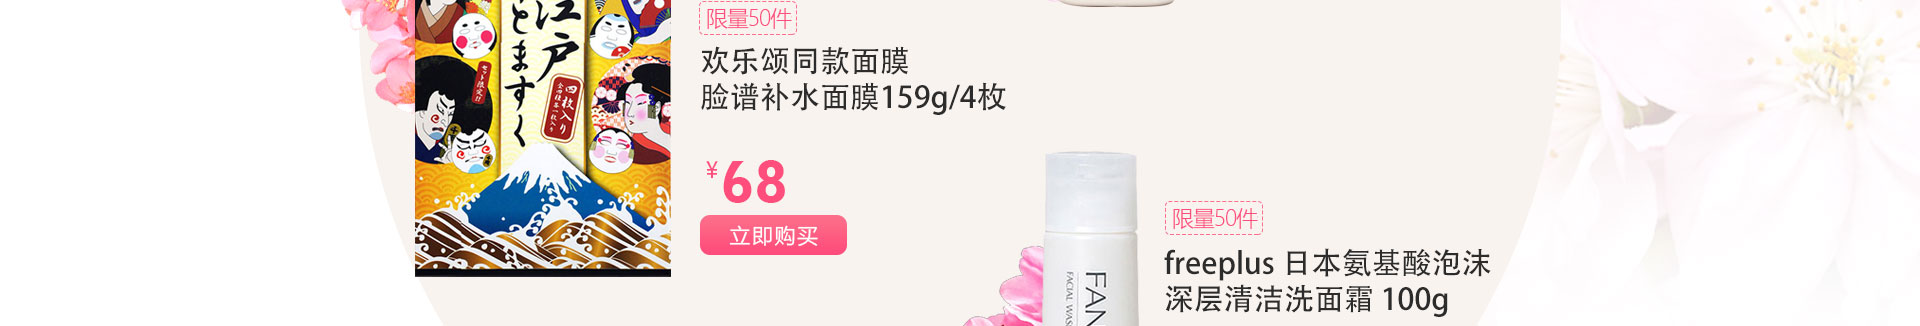 限量50件
欢乐颂同款面膜
脸谱补水面膜159g/4枚
¥68
立即购买
江戸
とますく
四枚入り
限量50件
freeplus 日本氨基酸泡沫
深层清洁洗面霜 100g
FAN
FACIAL WAS